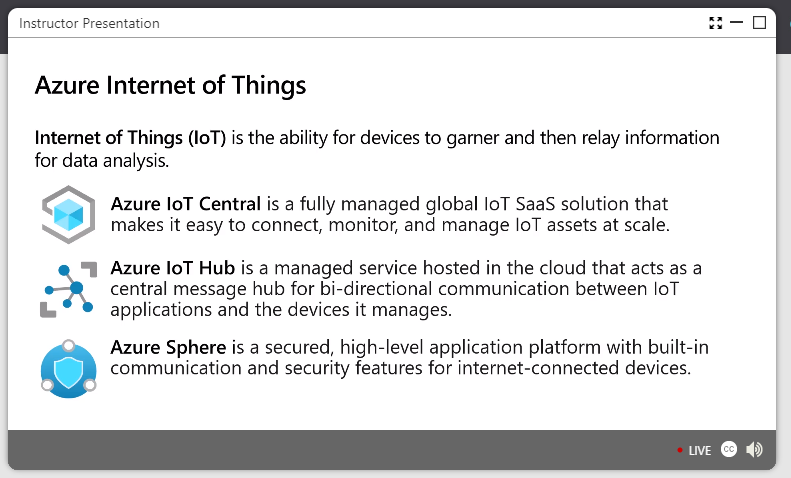 Instructor Presentation
Azure Internet of Things
Internet of Things (IoT) is the ability for devices to garner and then relay information
for data analysis.
Azure IoT Central is a fully managed global IoT SaaS solution that
makes it easy to connect, monitor, and manage IoT assets at scale.
Azure IoT Hub is a managed service hosted in the cloud that acts as a
central message hub for bi-directional communication between IoT
applications and the devices it manages.
Azure Sphere is a secured, high-level application platform with built-in
communication and security features for internet-connected devices.
LIVE CC